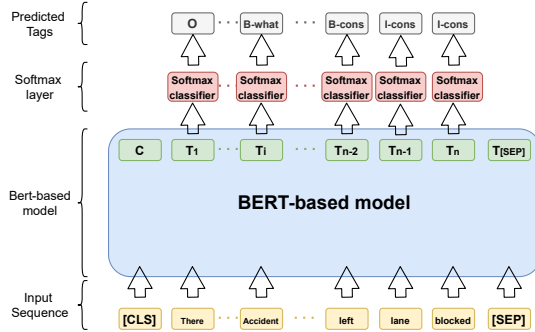 Predicted
Tags
O ... B-what ... B-cons I-cons I-cons
Softmax
layer
Softmax
classifier
Softmax
classifier
Softmax
classifier
Softmax
classifier
Softmax
classifier
Bert-based
model
C T1 ... Ti ... Tn-2 Tn-1 Tn T[SEP]
BERT-based model
Input
Sequence
[CLS] There ... Accident ... left lane blocked [SEP]